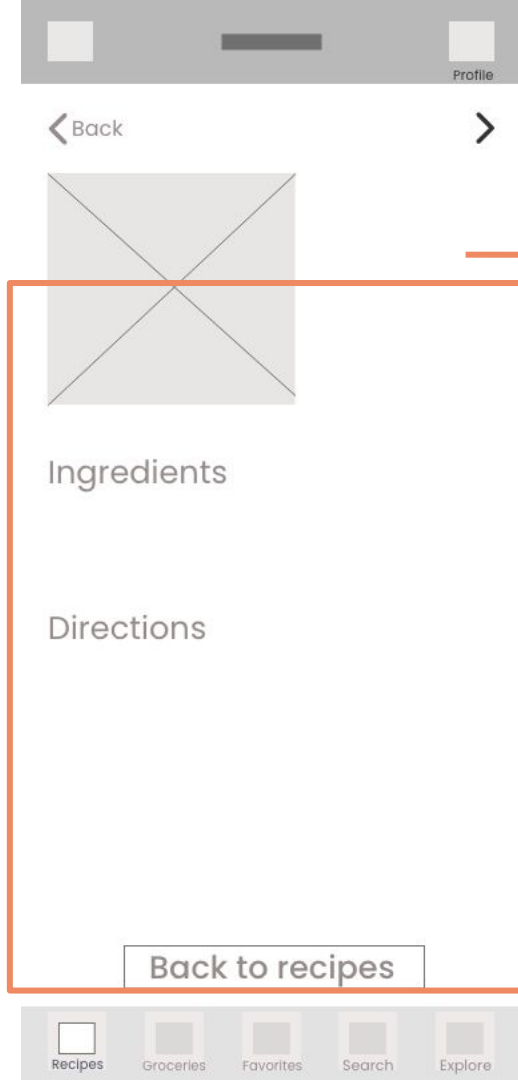 Profile
Back
Ingredients
Directions
Back to recipes
Recipes Groceries Favorites Search Explore